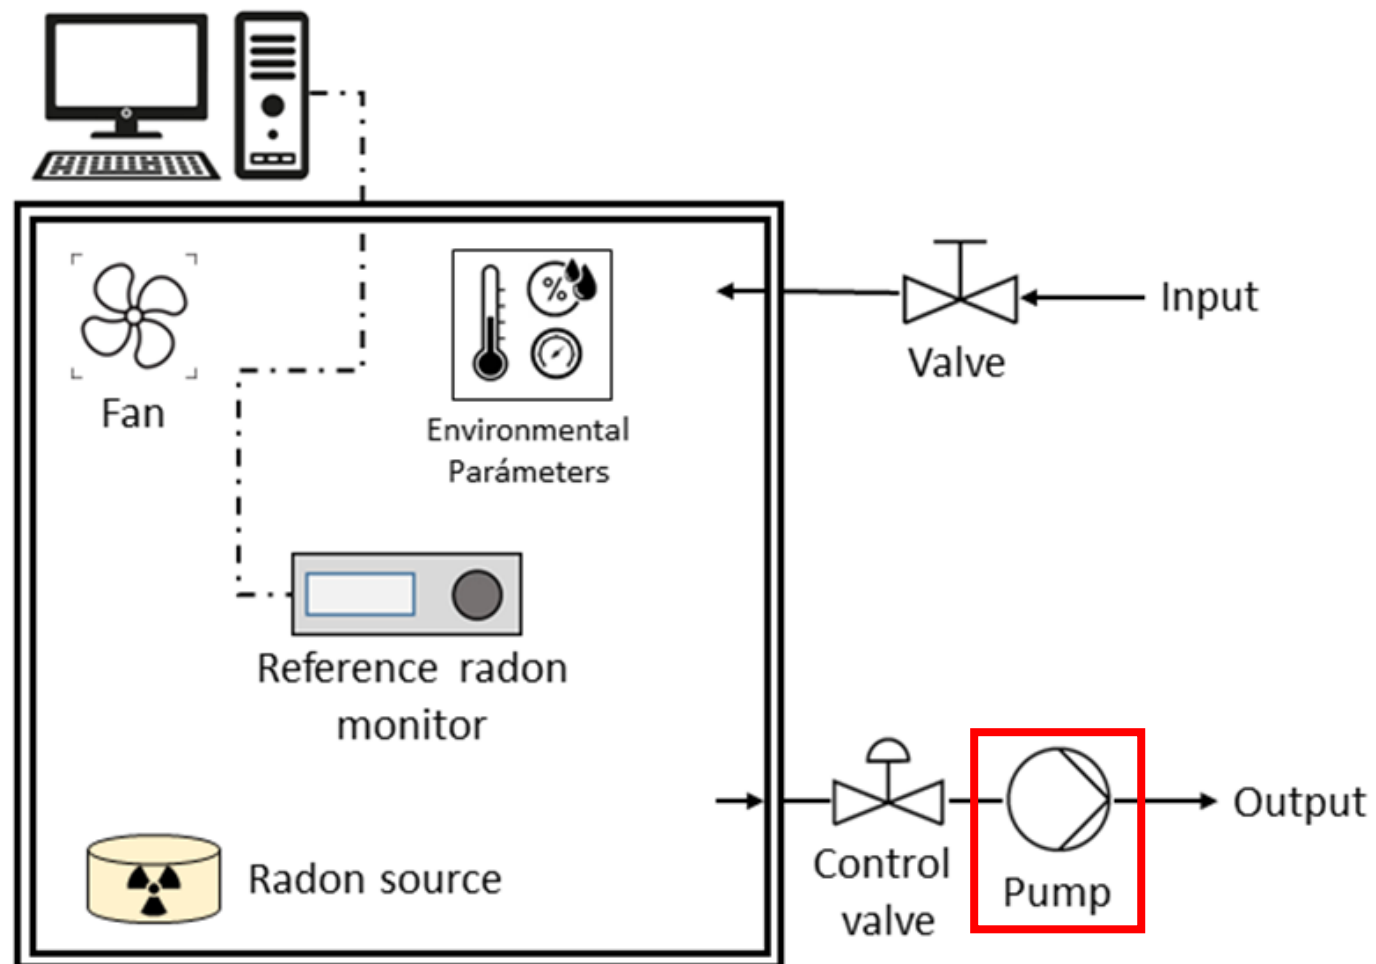 Input
Valve
Fan
Environmental
Parámeters
%
Reference radon
monitor
Radon source
Control
valve
Pump
Output